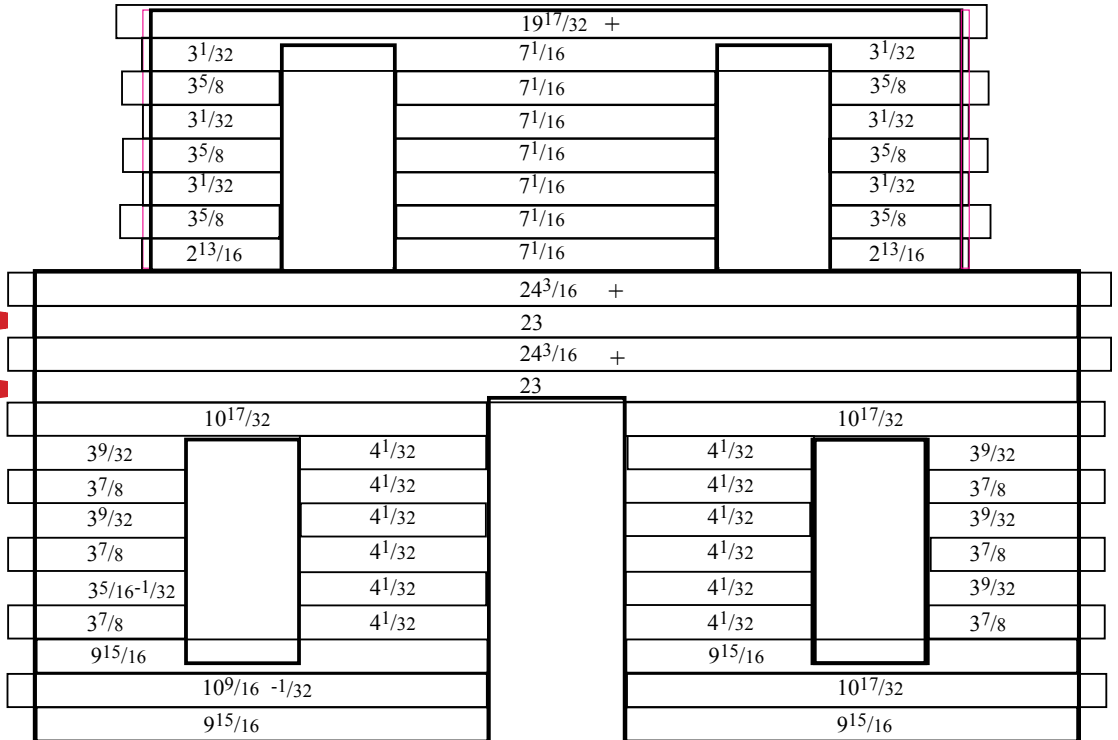 19 17/32 +
3 1/32 7 1/16 3 1/32
3 5/8 7 1/16 3 5/8
3 1/32 7 1/16 3 1/32
3 5/8 7 1/16 3 5/8
3 1/32 7 1/16 3 1/32
3 5/8 7 1/16 3 5/8
2 13/16 7 1/16 2 13/16
24 3/16 +
23
24 3/16 +
23
10 17/32 10 17/32
3 9/32 4 1/32 4 1/32 3 9/32
3 7/8 4 1/32 4 1/32 3 7/8
3 9/32 4 1/32 4 1/32 3 9/32
3 7/8 4 1/32 4 1/32 3 7/8
3 5/16 -1/32 4 1/32 4 1/32 3 9/32
3 7/8 4 1/32 4 1/32 3 7/8
9 15/16 9 15/16
10 9/16 -1/32 10 17/32
9 15/16 9 15/16